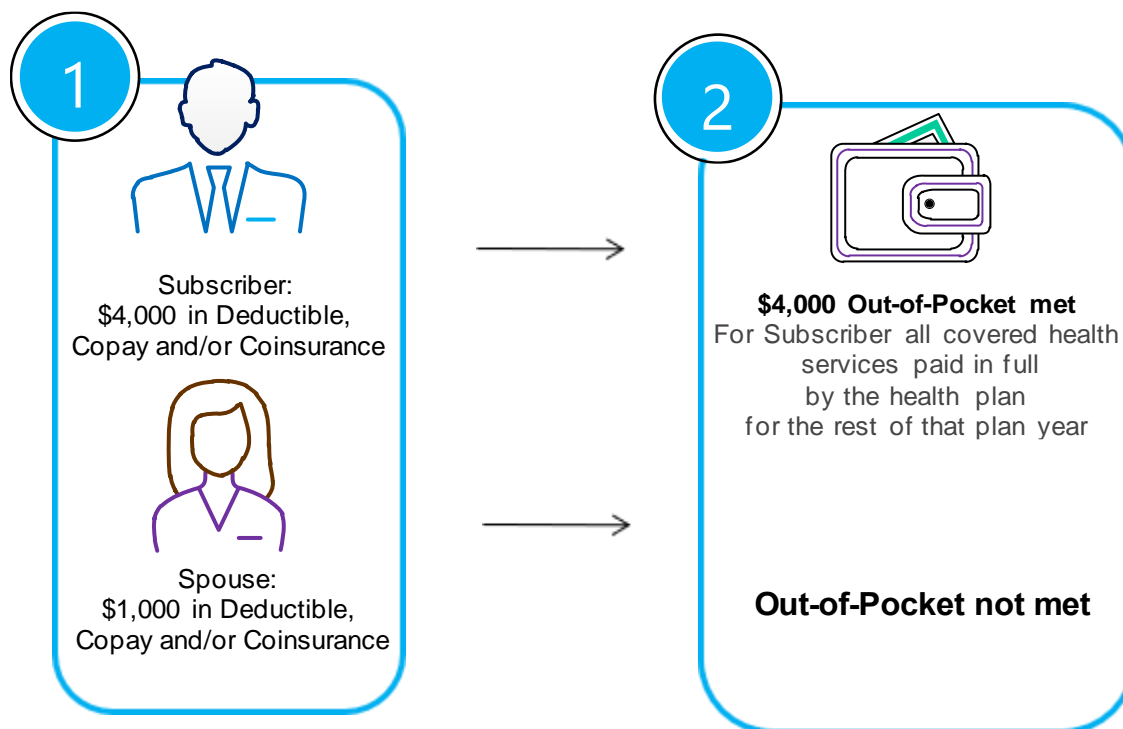 1
Subscriber:
$4,000 in Deductible,
Copay and/or Coinsurance
Spouse:
$1,000 in Deductible,
Copay and/or Coinsurance
2
$4,000 Out-of-Pocket met
For Subscriber all covered health
services paid in full
by the health plan
for the rest of that plan year
Out-of-Pocket not met